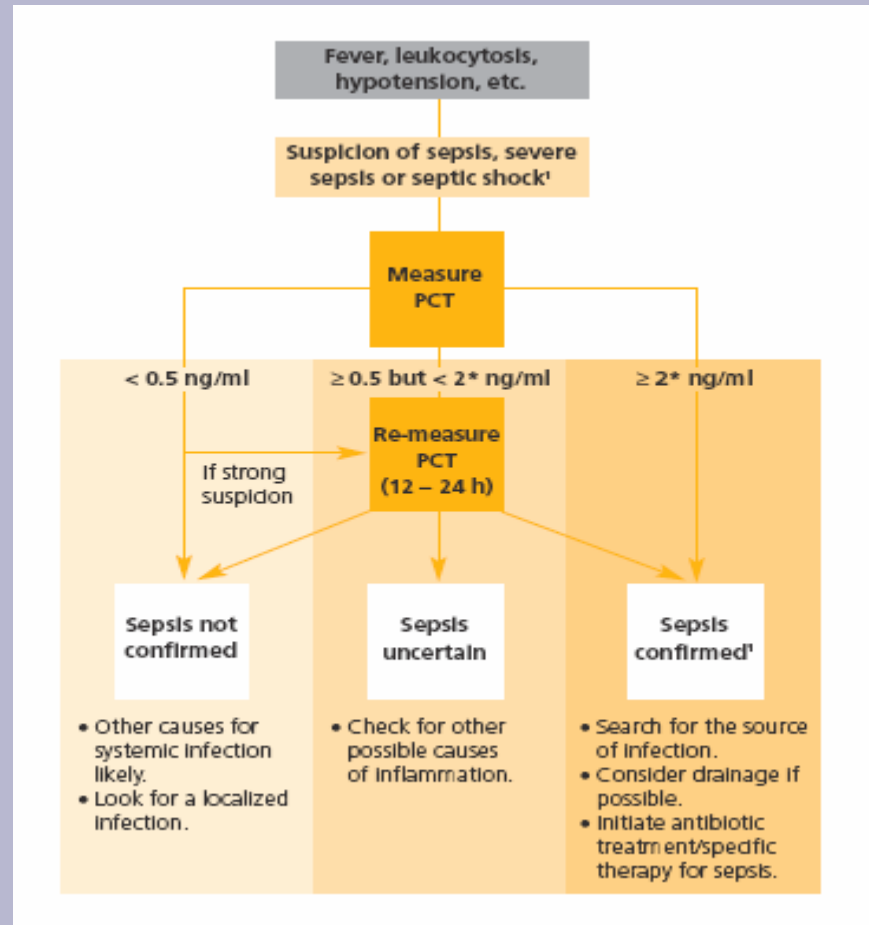 Fever, leukocytosis,
hypotension, etc.
Suspicion of sepsis, severe
sepsis or septic shock¹
Measure
PCT
< 0.5 ng/ml
≥ 0.5 but < 2* ng/ml
≥ 2* ng/ml
If strong
suspicion
Re-measure
PCT
(12 – 24 h)
Sepsis not
confirmed
Sepsis
uncertain
Sepsis
confirmed¹
• Other causes for
systemic infection
likely.
• Look for a localized
infection.
• Check for other
possible causes
of inflammation.
• Search for the source
of infection.
• Consider drainage if
possible.
• Initiate antibiotic
treatment/specific
therapy for sepsis.